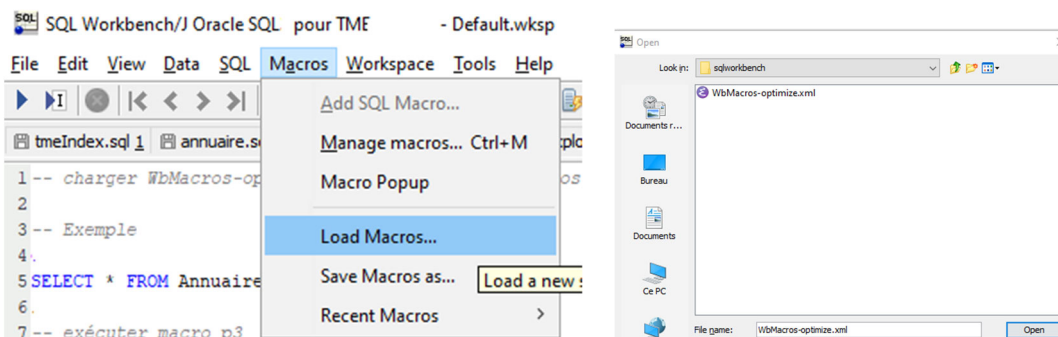 SQL Workbench/J Oracle SQL pour TME - Default.wksp
File Edit View Data SQL Macros Workspace Tools Help
Add SQL Macro...
tmeIndex.sql 1 annuaire.s
Manage macros... Ctrl+M
1 -- charger WbMacros-op
Macro Popup
2
3 -- Exemple
Load Macros...
4
5 SELECT * FROM Annuaire
Save Macros as...
Load a new
6
Recent Macros
7 -- exécuter macro p3
Open
Look in: sqlworkbench
WbMacros-optimize.xml
Documents r...
Bureau
Documents
Ce PC
File name: WbMacros-optimize.xml Open